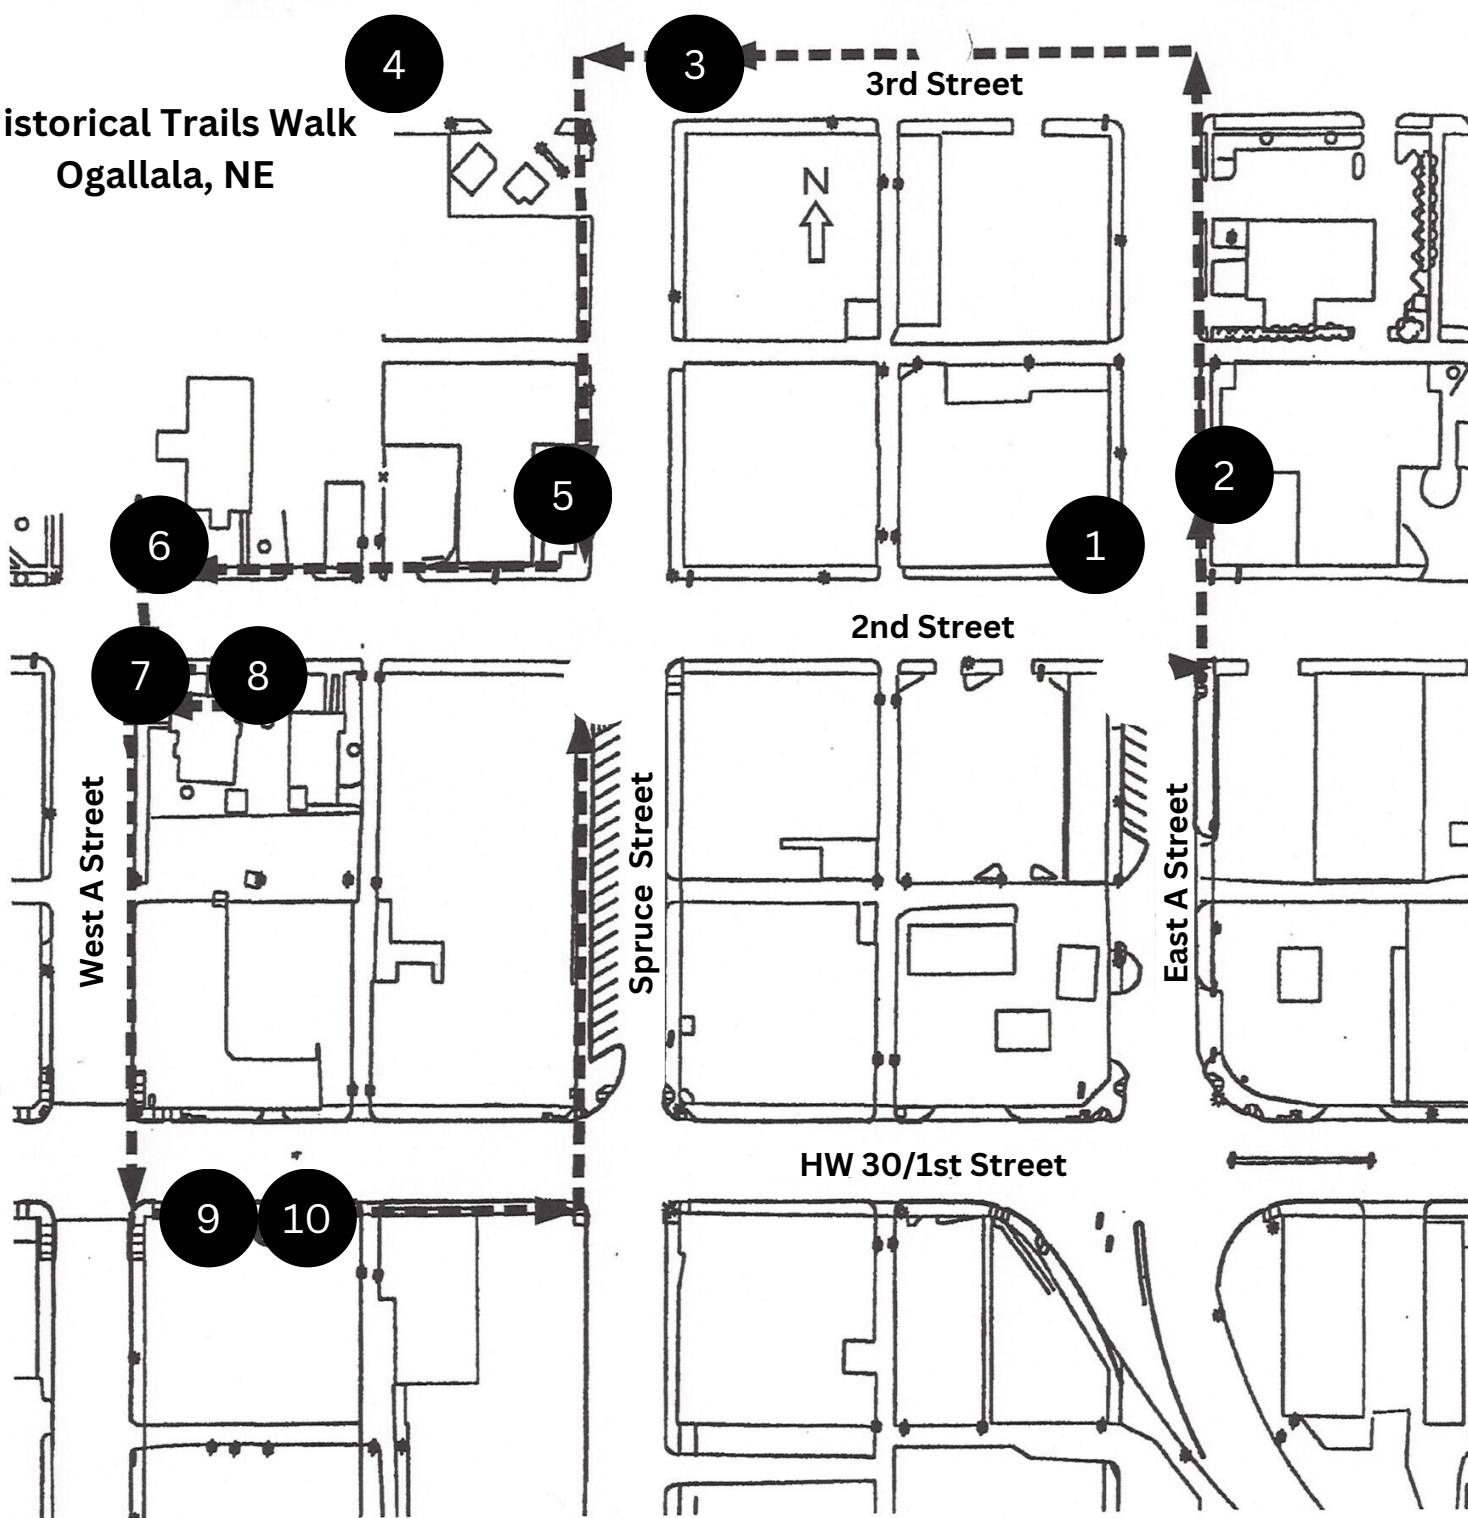 4
3
3rd Street
istorical Trails Walk
Ogallala, NE
N
2
5
1
6
2nd Street
7
8
West A Street
Spruce Street
East A Street
HW 30/1st Street
9
10